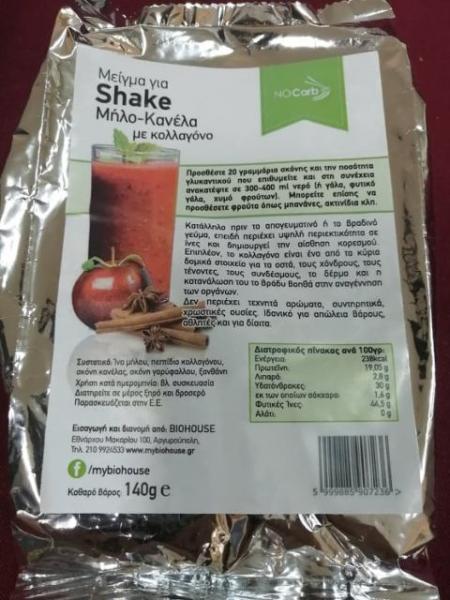 Μείγμα για
Shake
Μήλο-Κανέλα
με κολλαγόνο
NOCarb
Προσθέστε 20 γραμμάρια σκόνης και την ποσότητα
γλυκαντικού που επιθυμείτε και στη συνέχεια
ανακατέψτε σε 300-400 ml νερό (ή γάλα, φυτικό
γάλα, χυμό φρούτων). Μπορείτε επίσης να
προσθέσετε φρούτα όπως μπανάνες, ακτινίδια κλπ.
Κατάλληλο πριν το απογευματινό ή το βραδινό
γεύμα, επειδή περιέχει υψηλή περιεκτικότητα σε
ίνες και δημιουργεί την αίσθηση κορεσμού.
Επιπλέον, το κολλαγόνο είναι ένα από τα κύρια
δομικά στοιχεία για τα οστά, τους χόνδρους, τους
τένοντες, τους συνδέσμους, το δέρμα και η
κατανάλωση του το βράδυ βοηθά στην αναγέννηση
των οργάνων.
Δεν περιέχει τεχνητά αρώματα, συντηρητικά,
χρωστικές ουσίες. Ιδανικό για απώλεια βάρους,
αθλητές και για δίαιτα.
Συστατικά: Ίνα μήλου, πεπτίδιο κολλαγόνου,
σκόνη κανέλας, σκόνη γαρύφαλλου, ξανθάνη
Χρήση κατά ημερομηνία: Βλ. συσκευασία
Διατηρείτε σε μέρος ξηρό και δροσερό
Παρασκευάζεται στην Ε.Ε.
Εισαγωγή και διανομή από: BIOHOUSE
Εθνάρχου Μακαρίου 100, Αργυρούπολη,
Τηλ. 210 9924533 www.mybiohouse.gr
f /mybiohouse
Καθαρό βάρος: 140g e
Διατροφικός πίνακας ανά 100γρ:
Ενέργεια: 238kcal
Πρωτεΐνη: 19,05 g
Λιπαρά: 2,8 g
Υδατάνθρακες: 30 g
εκ των οποίων σάκχαρα: 1,6 g
Φυτικές Ίνες: 46,5 g
Αλάτι: 0 g
5 999885 907236 >